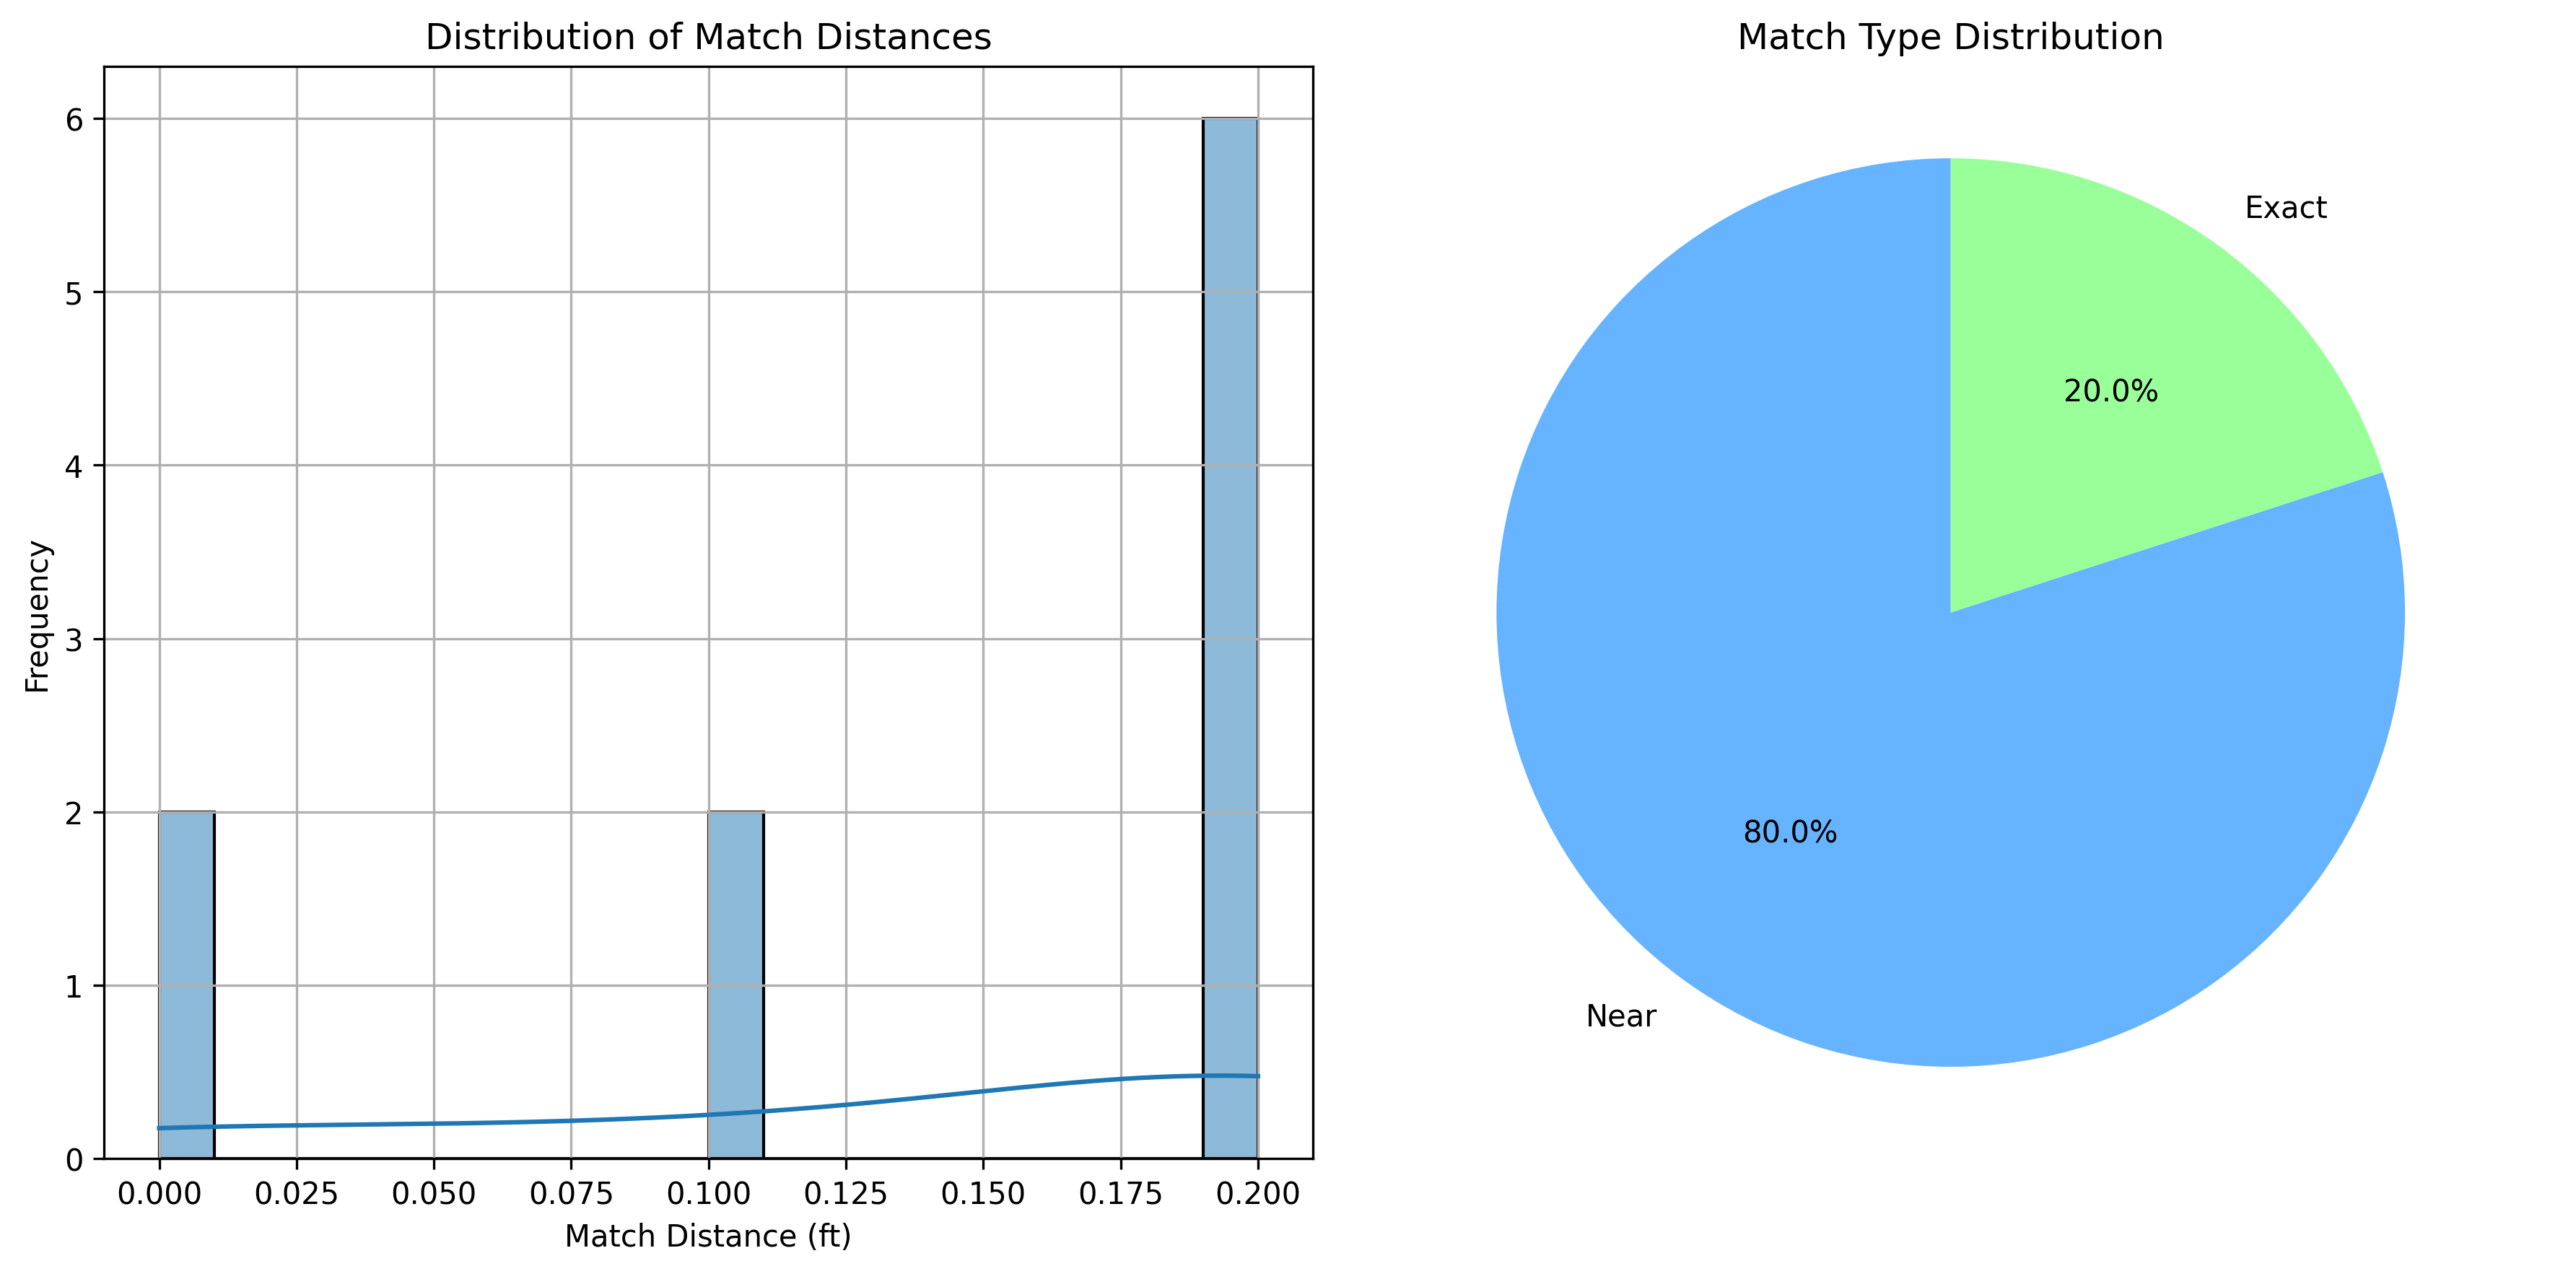 Distribution of Match Distances
6
5
4
3
2
1
0
Frequency
0.000 0.025 0.050 0.075 0.100 0.125 0.150 0.175 0.200
Match Distance (ft)
Match Type Distribution
Exact
20.0%
80.0%
Near